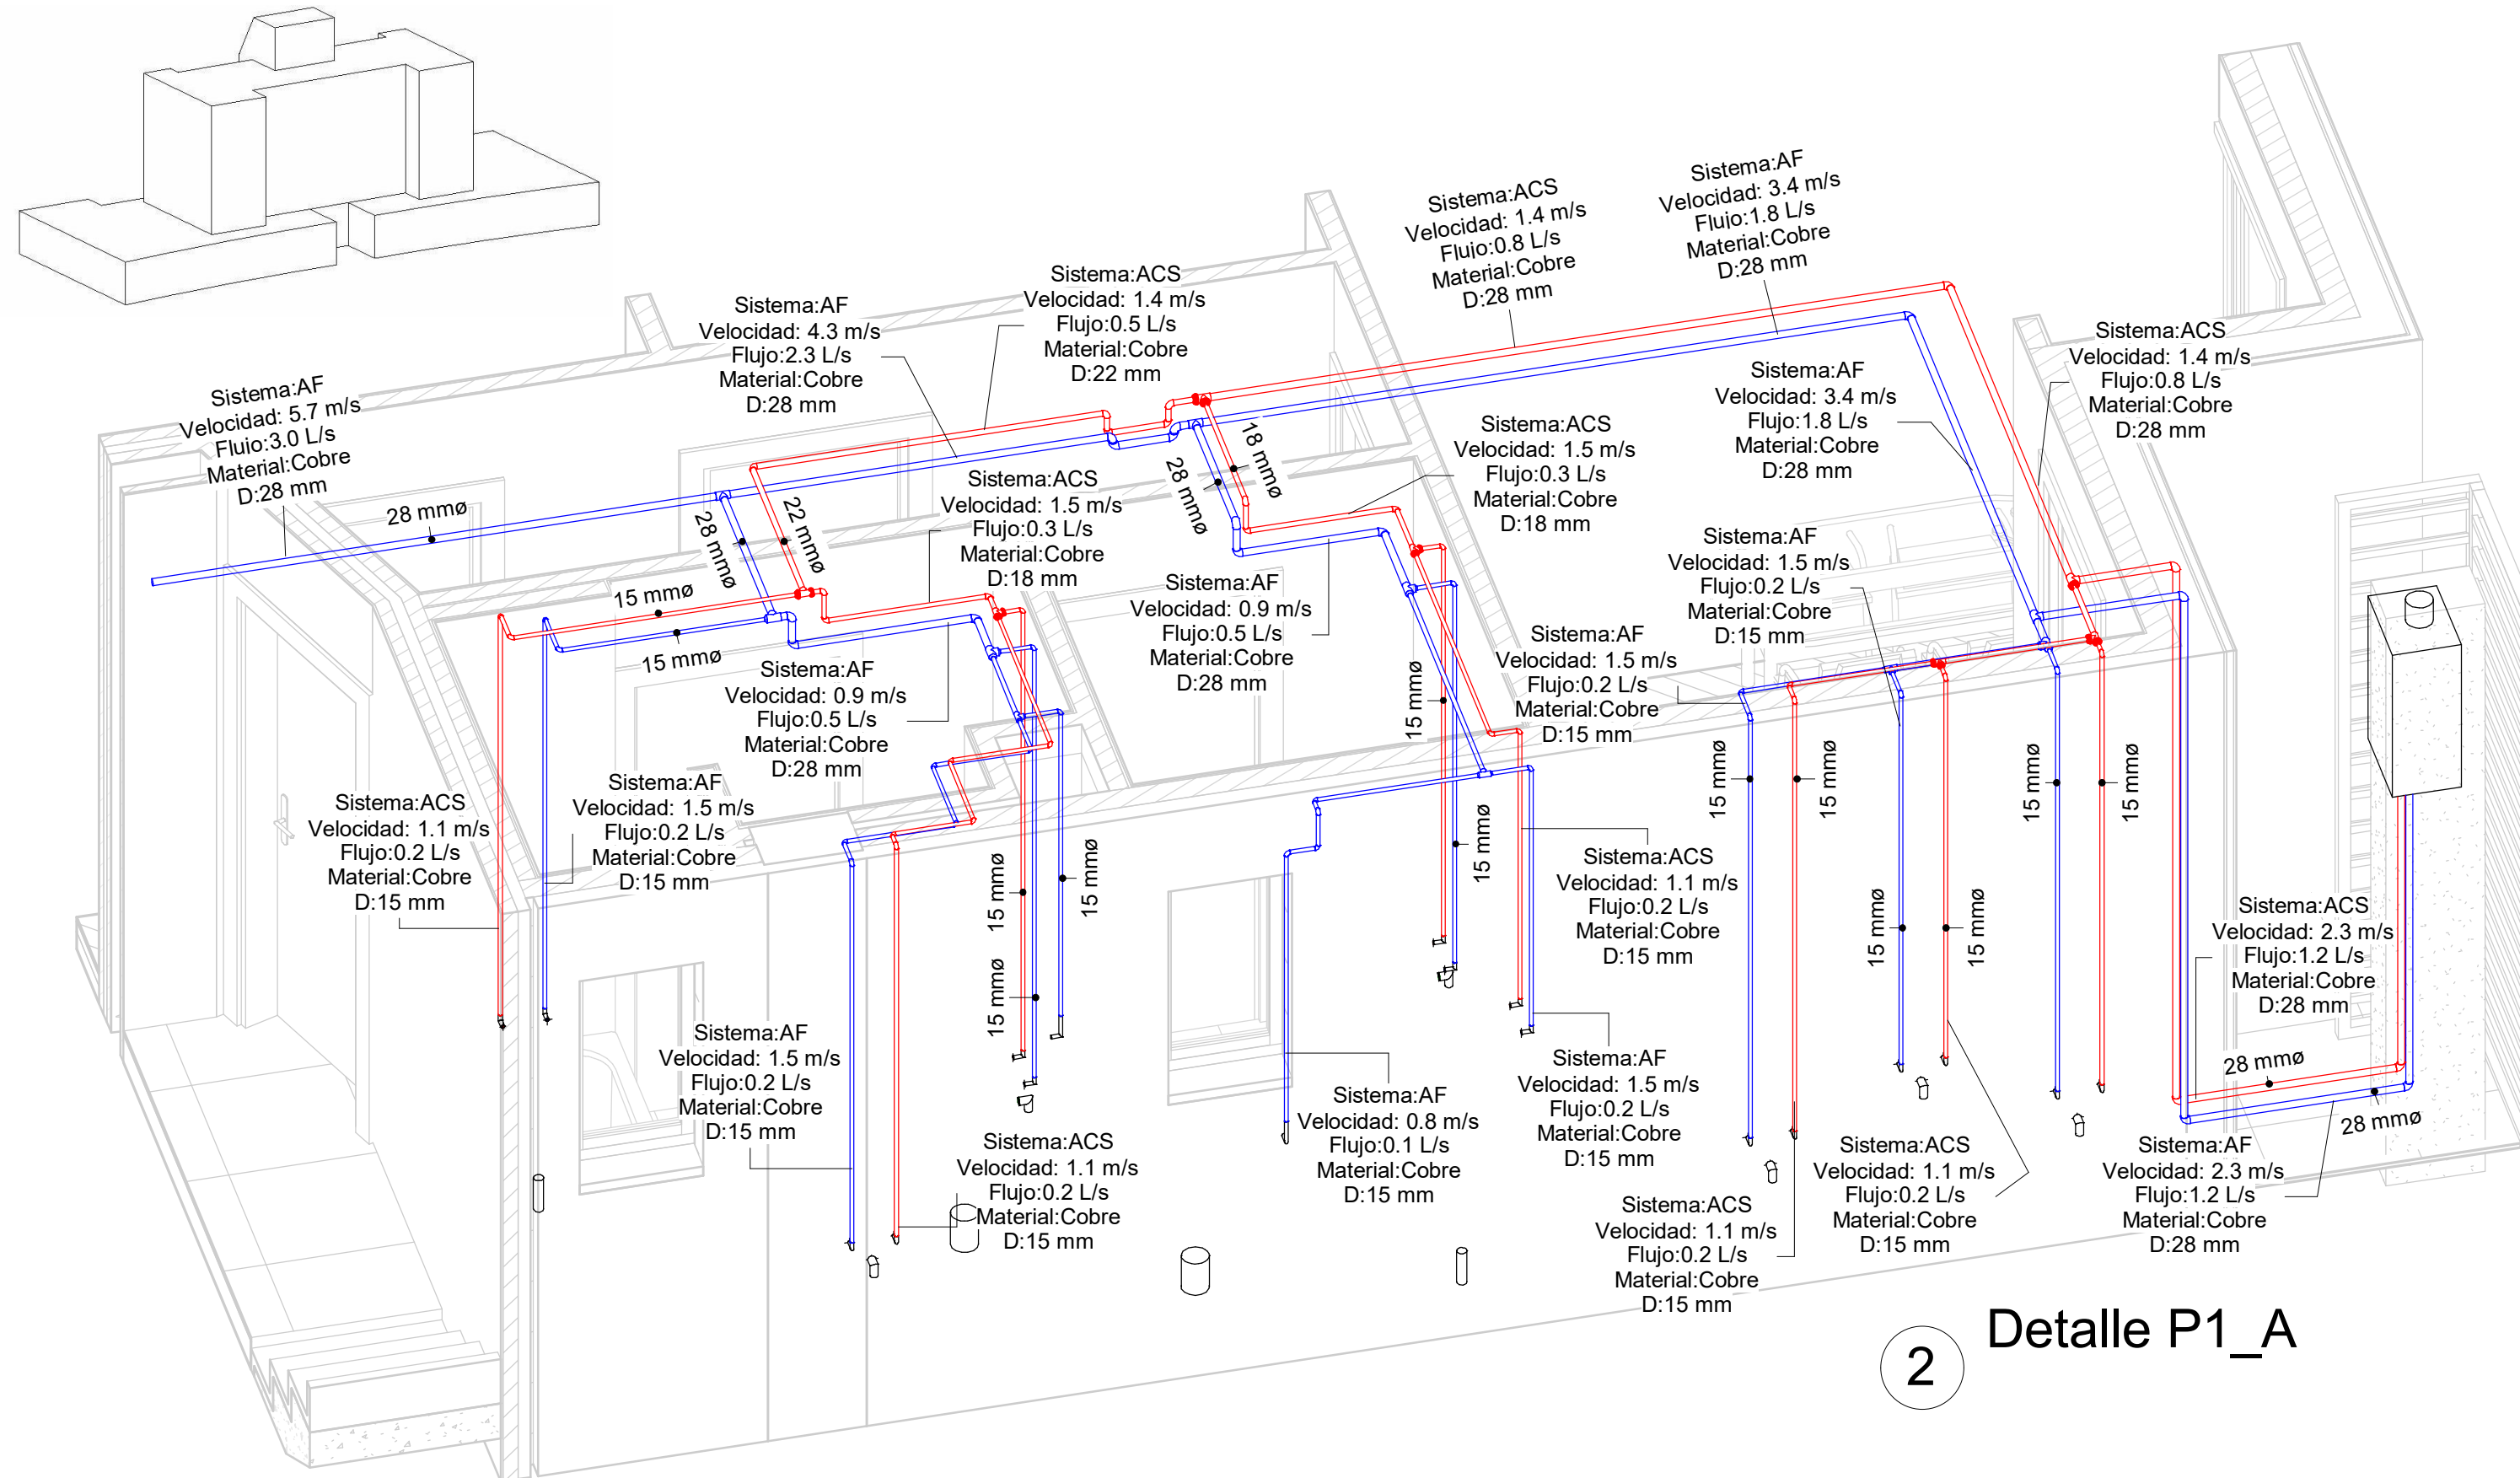 Sistema:AF
Velocidad: 3.4 m/s
Flujo:1.8 L/s
Material:Cobre
D:28 mm
Sistema:ACS
Velocidad: 1.4 m/s
Flujo:0.8 L/s
Material:Cobre
D:28 mm
Sistema:ACS
Velocidad: 1.4 m/s
Flujo:0.5 L/s
Material:Cobre
D:22 mm
Sistema:AF
Velocidad: 4.3 m/s
Flujo:2.3 L/s
Material:Cobre
D:28 mm
Sistema:AF
Velocidad: 5.7 m/s
Flujo:3.0 L/s
Material:Cobre
D:28 mm
Sistema:ACS
Velocidad: 1.4 m/s
Flujo:0.8 L/s
Material:Cobre
D:28 mm
Sistema:AF
Velocidad: 3.4 m/s
Flujo:1.8 L/s
Material:Cobre
D:28 mm
Sistema:ACS
Velocidad: 1.5 m/s
Flujo:0.3 L/s
Material:Cobre
D:18 mm
18 mmø
28 mmø
28 mmø
28 mmø
22 mmø
Sistema:ACS
Velocidad: 1.5 m/s
Flujo:0.3 L/s
Material:Cobre
D:18 mm
Sistema:AF
Velocidad: 1.5 m/s
Flujo:0.2 L/s
Material:Cobre
D:15 mm
15 mmø
15 mmø
Sistema:AF
Velocidad: 0.9 m/s
Flujo:0.5 L/s
Material:Cobre
D:28 mm
Sistema:AF
Velocidad: 1.5 m/s
Flujo:0.2 L/s
Material:Cobre
D:15 mm
Sistema:AF
Velocidad: 0.9 m/s
Flujo:0.5 L/s
Material:Cobre
D:28 mm
15 mmø
15 mmø
15 mmø
15 mmø
15 mmø
Sistema:AF
Velocidad: 1.5 m/s
Flujo:0.2 L/s
Material:Cobre
D:15 mm
Sistema:ACS
Velocidad: 1.1 m/s
Flujo:0.2 L/s
Material:Cobre
D:15 mm
15 mmø
15 mmø
15 mmø
15 mmø
Sistema:ACS
Velocidad: 1.1 m/s
Flujo:0.2 L/s
Material:Cobre
D:15 mm
15 mmø
15 mmø
Sistema:ACS
Velocidad: 2.3 m/s
Flujo:1.2 L/s
Material:Cobre
D:28 mm
28 mmø
28 mmø
Sistema:AF
Velocidad: 1.5 m/s
Flujo:0.2 L/s
Material:Cobre
D:15 mm
Sistema:AF
Velocidad: 1.5 m/s
Flujo:0.2 L/s
Material:Cobre
D:15 mm
Sistema:AF
Velocidad: 0.8 m/s
Flujo:0.1 L/s
Material:Cobre
D:15 mm
Sistema:ACS
Velocidad: 1.1 m/s
Flujo:0.2 L/s
Material:Cobre
D:15 mm
Sistema:ACS
Velocidad: 1.1 m/s
Flujo:0.2 L/s
Material:Cobre
D:15 mm
Sistema:AF
Velocidad: 2.3 m/s
Flujo:1.2 L/s
Material:Cobre
D:28 mm
Sistema:ACS
Velocidad: 1.1 m/s
Flujo:0.2 L/s
Material:Cobre
D:15 mm
Detalle P1_A
2